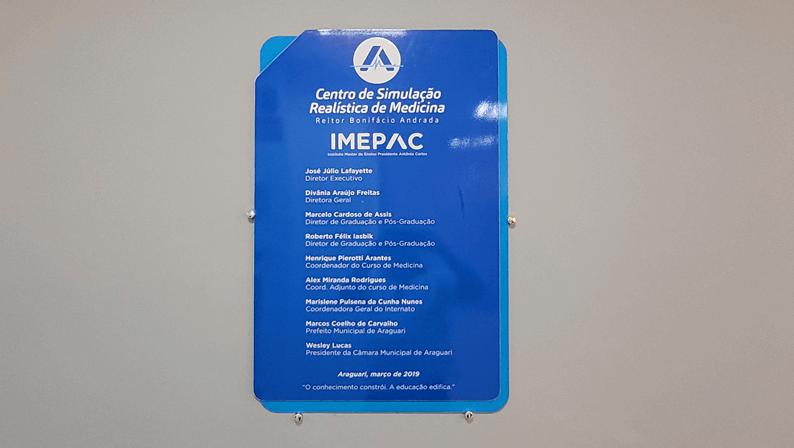 Centro de Simulação
Realística de Medicina
Reitor Bonifácio Andrada
IMEPAC
Instituto Master de Ensino Presidente Antônio Carlos
José Júlio Lafayette
Diretor Executivo
Divânia Araújo Freitas
Diretora Geral
Marcelo Cardoso de Assis
Diretor de Graduação e Pós-Graduação
Roberto Félix Iasbik
Diretor de Graduação e Pós-Graduação
Henrique Pierotti Arantes
Coordenador do Curso de Medicina
Alex Miranda Rodrigues
Coord. Adjunto do curso de Medicina
Marislene Pulsena da Cunha Nunes
Coordenadora Geral do Internato
Marcos Coelho de Carvalho
Prefeito Municipal de Araguari
Wesley Lucas
Presidente da Câmara Municipal de Araguari
Araguari, março de 2019
"O conhecimento constrói. A educação edifica."